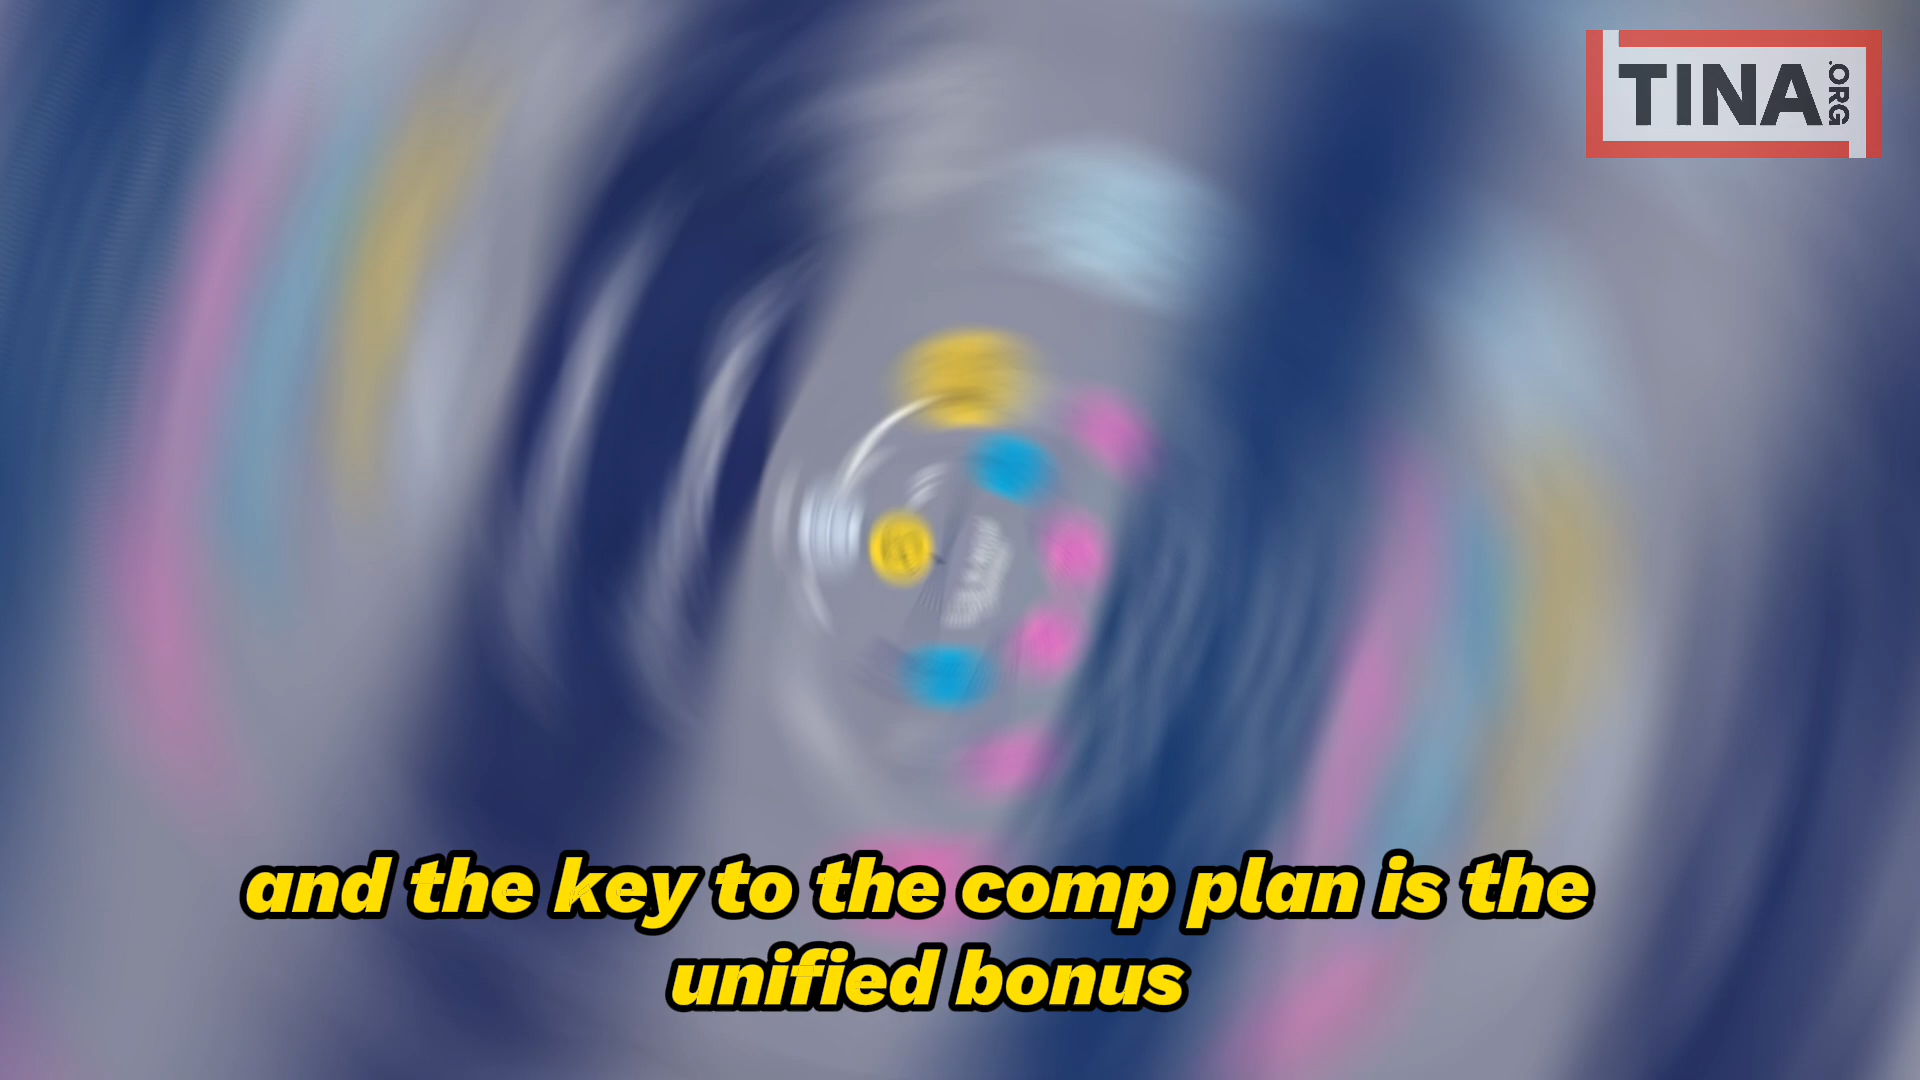 TINA.ORG
and the key to the comp plan is the
unified bonus